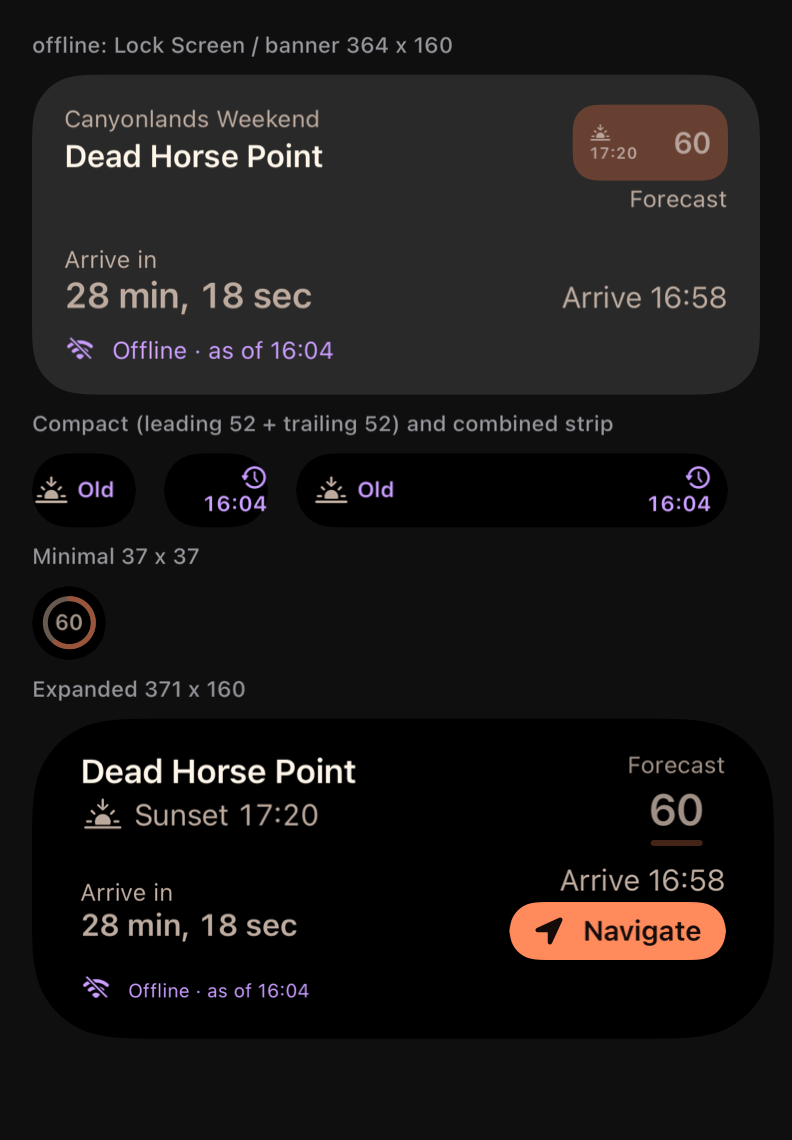 offline: Lock Screen / banner 364 x 160
Canyonlands Weekend
Dead Horse Point
17:20
60
Forecast
Arrive in
28 min, 18 sec
Arrive 16:58
Offline · as of 16:04
Compact (leading 52 + trailing 52) and combined strip
Old
16:04
Old
16:04
Minimal 37 x 37
60
Expanded 371 x 160
Dead Horse Point
Sunset 17:20
Forecast
60
Arrive 16:58
Arrive in
28 min, 18 sec
Navigate
Offline · as of 16:04